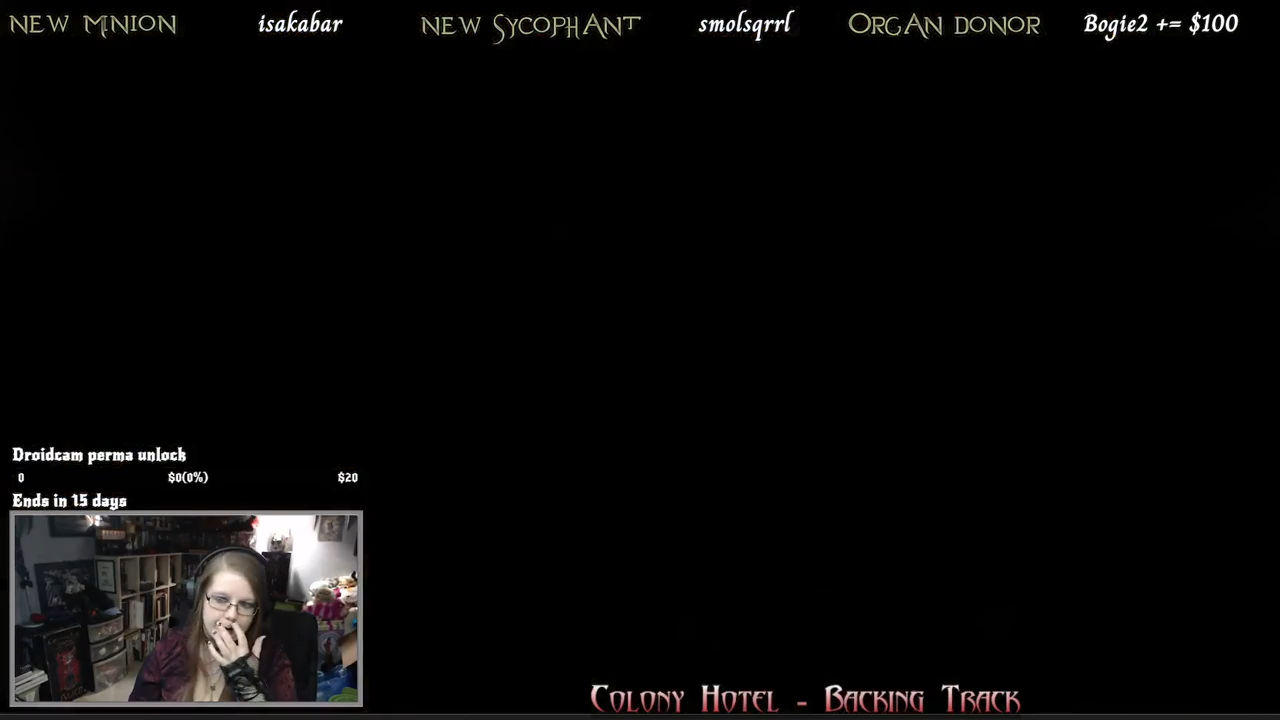 NEW MINION isakabar NEW SYCOPHANT smolsqrrl ORGAN DONOR Bogie2 += $100
Droidcam perma unlock
0 $0(0%) $20
Ends in 15 days
Colony Hotel - Backing Track